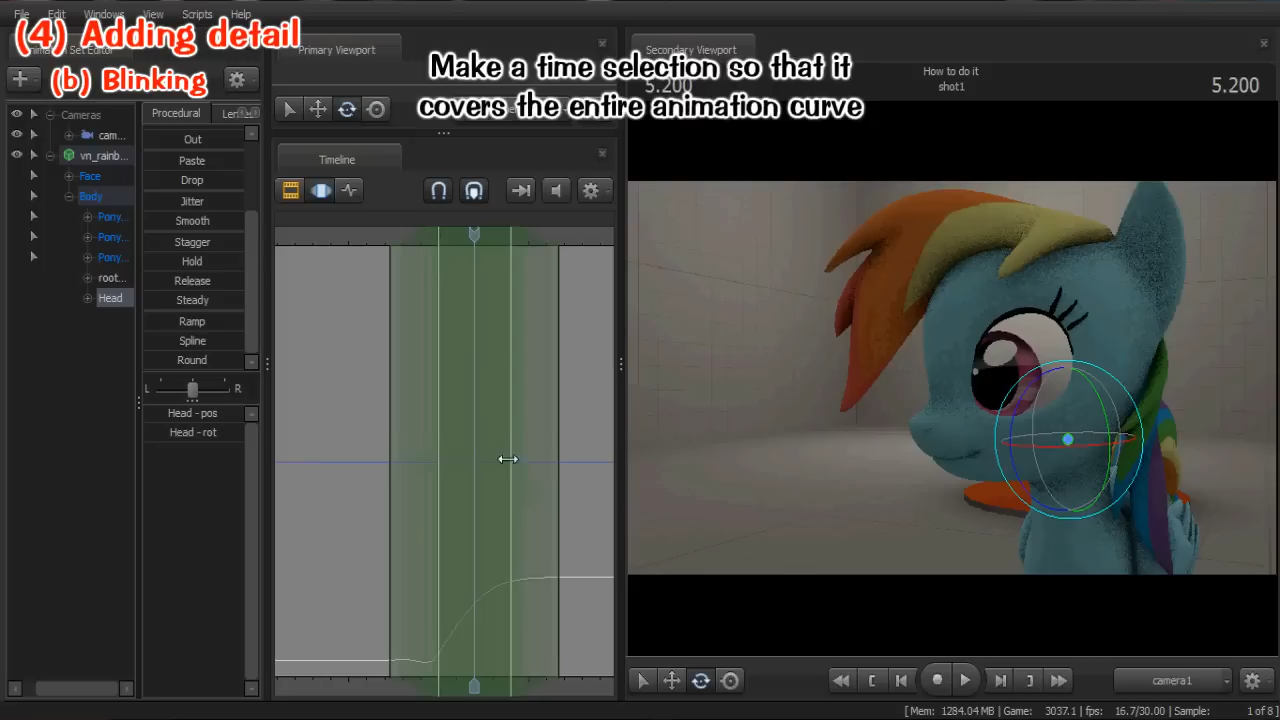 File Edit Windows View Scripts Help
(4) Adding detail
(b) Blinking
Make a time selection so that it
covers the entire animation curve
Primary Viewport
Secondary Viewport
How to do it
shot1
5.200
5.200
Procedural
Cameras
cam...
vn_rainb...
Face
Body
Pony...
Pony...
Pony...
root...
Head
Out
Paste
Drop
Jitter
Smooth
Stagger
Hold
Release
Steady
Ramp
Spline
Round
L R
Head - pos
Head - rot
Timeline
camera1
[ Mem: 1284.04 MB | Game: 3037.1 | fps: 16.7/30.00 | Sample: 1 of 8 ]